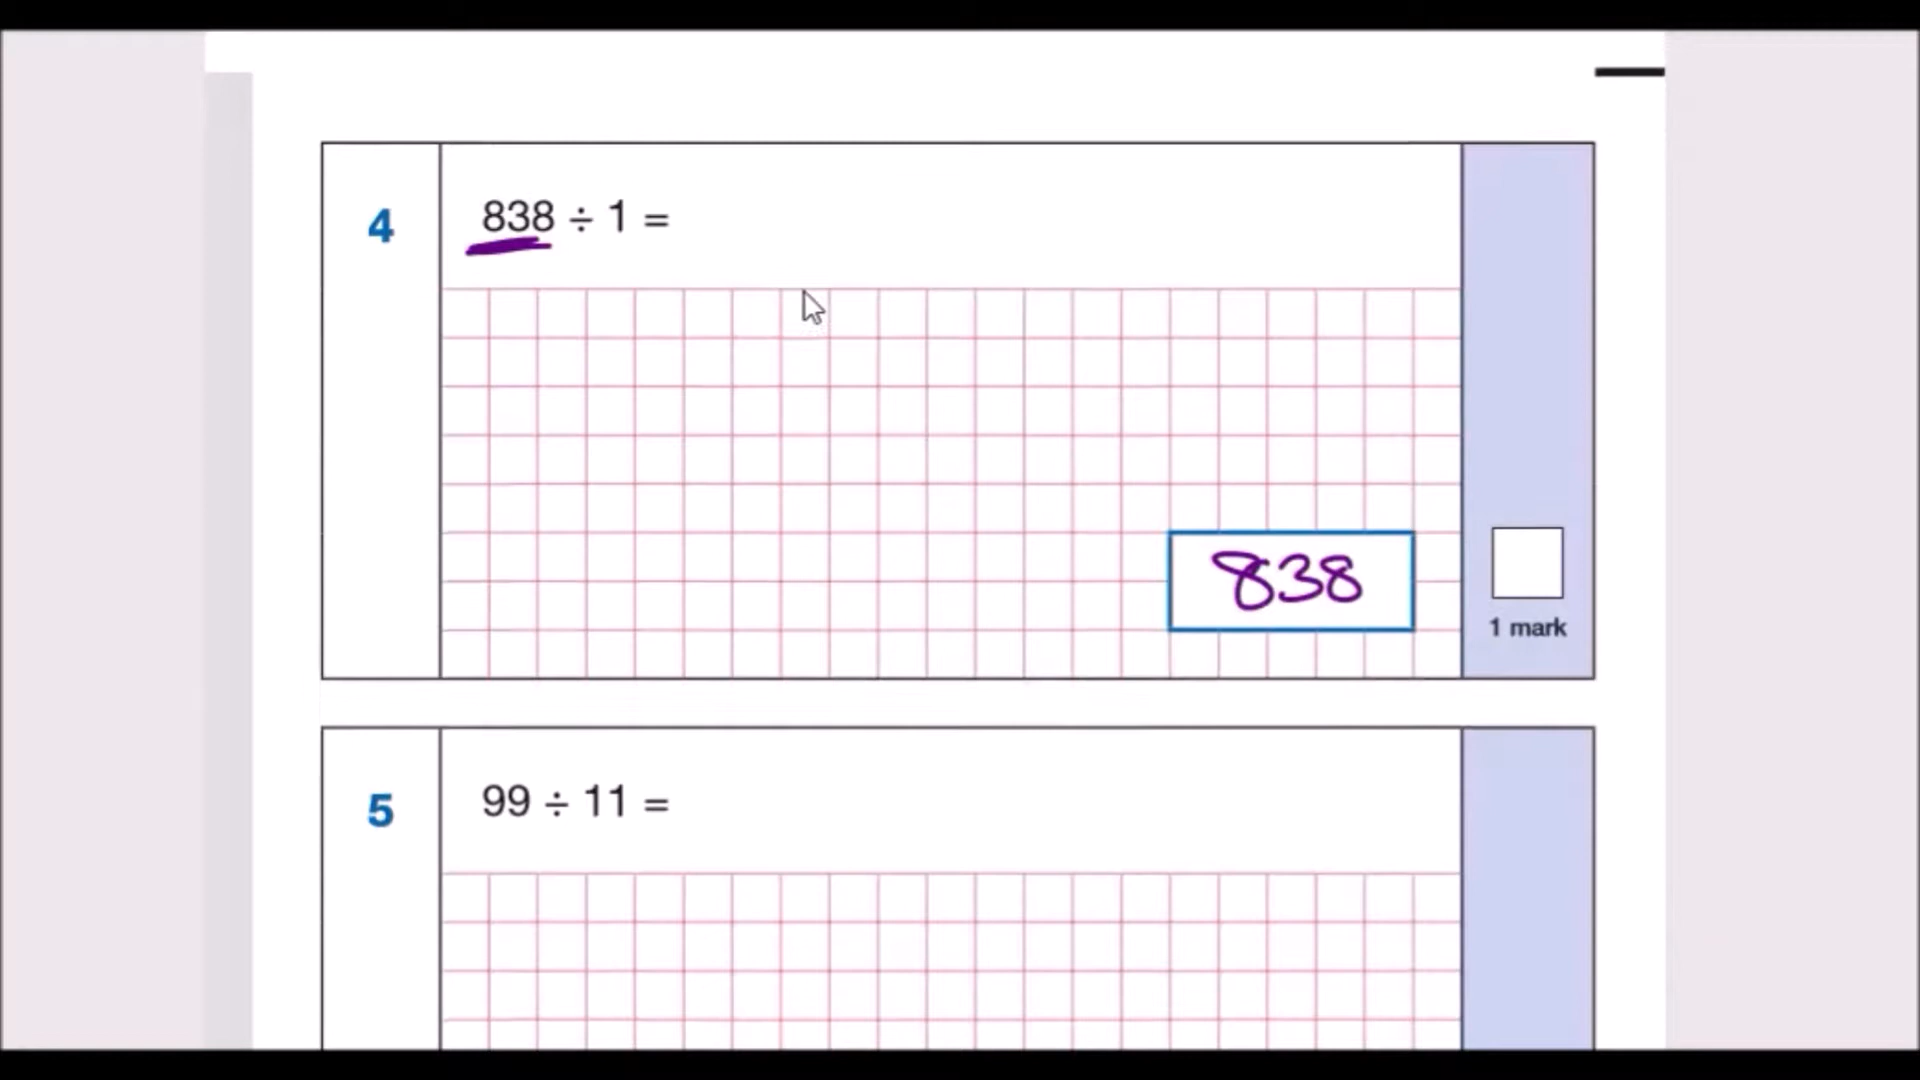 4
838 ÷ 1 =
838
1 mark
5
99 ÷ 11 =